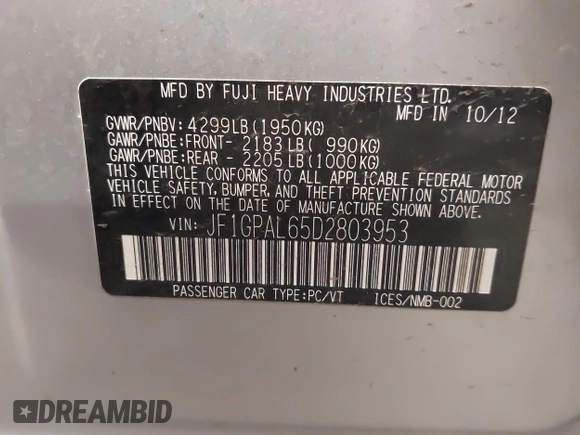 MFD BY FUJI HEAVY INDUSTRIES LTD.
MFD IN 10/12
GVWR/PNBV: 4299LB(1950KG)
GAWR/PNBE:FRONT- 2183LB( 990KG)
GAWR/PNBE:REAR - 2205LB(1000KG)
THIS VEHICLE CONFORMS TO ALL APPLICABLE FEDERAL MOTOR
VEHICLE SAFETY, BUMPER, AND THEFT PREVENTION STANDARDS
IN EFFECT ON THE DATE OF MANUFACTURE SHOWN ABOVE.
VIN: JF1GPAL65D2803953
PASSENGER CAR TYPE:PC/VT ICES/NMB-002
DREAMBID